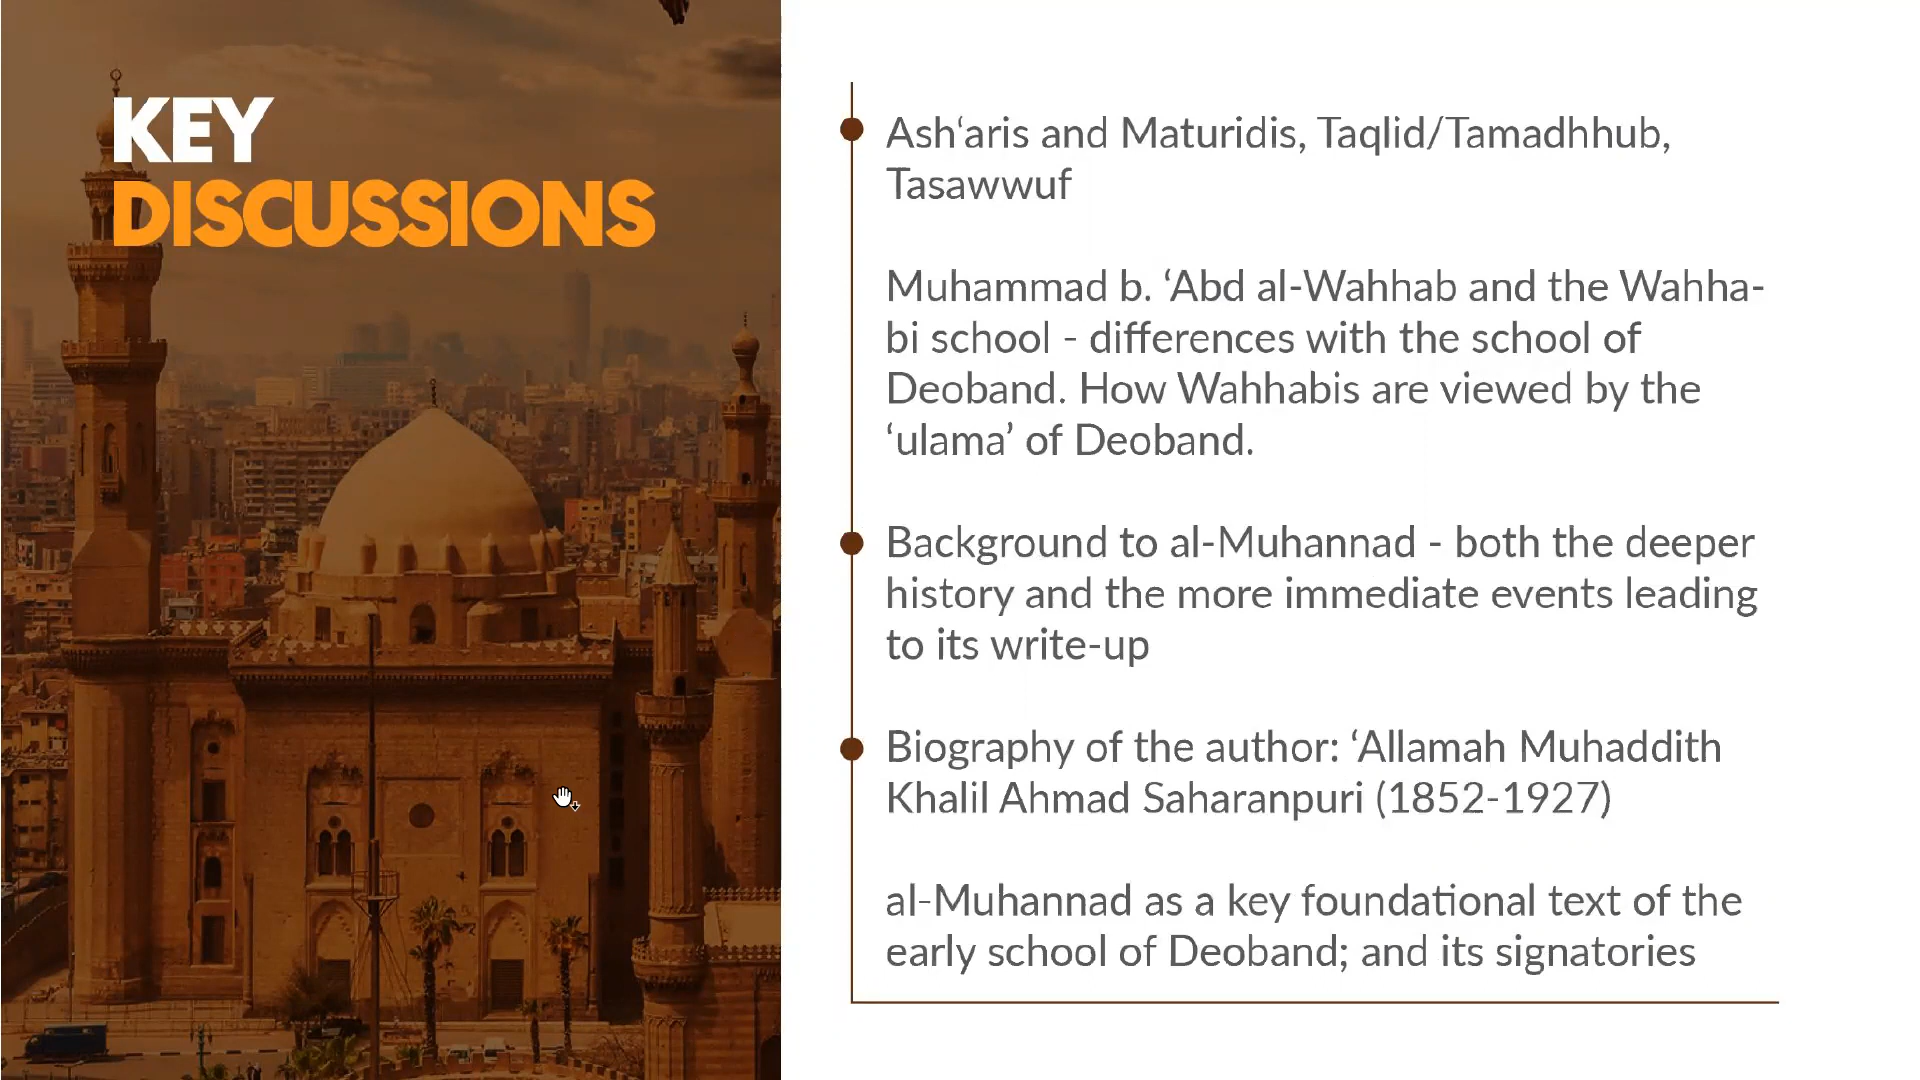 KEY
DISCUSSIONS
Ash‘aris and Maturidis, Taqlid/Tamadhhub,
Tasawwuf
Muhammad b. ‘Abd al-Wahhab and the Wahha-
bi school - differences with the school of
Deoband. How Wahhabis are viewed by the
‘ulama’ of Deoband.
Background to al-Muhannad - both the deeper
history and the more immediate events leading
to its write-up
Biography of the author: ‘Allamah Muhaddith
Khalil Ahmad Saharanpuri (1852-1927)
al-Muhannad as a key foundational text of the
early school of Deoband; and its signatories